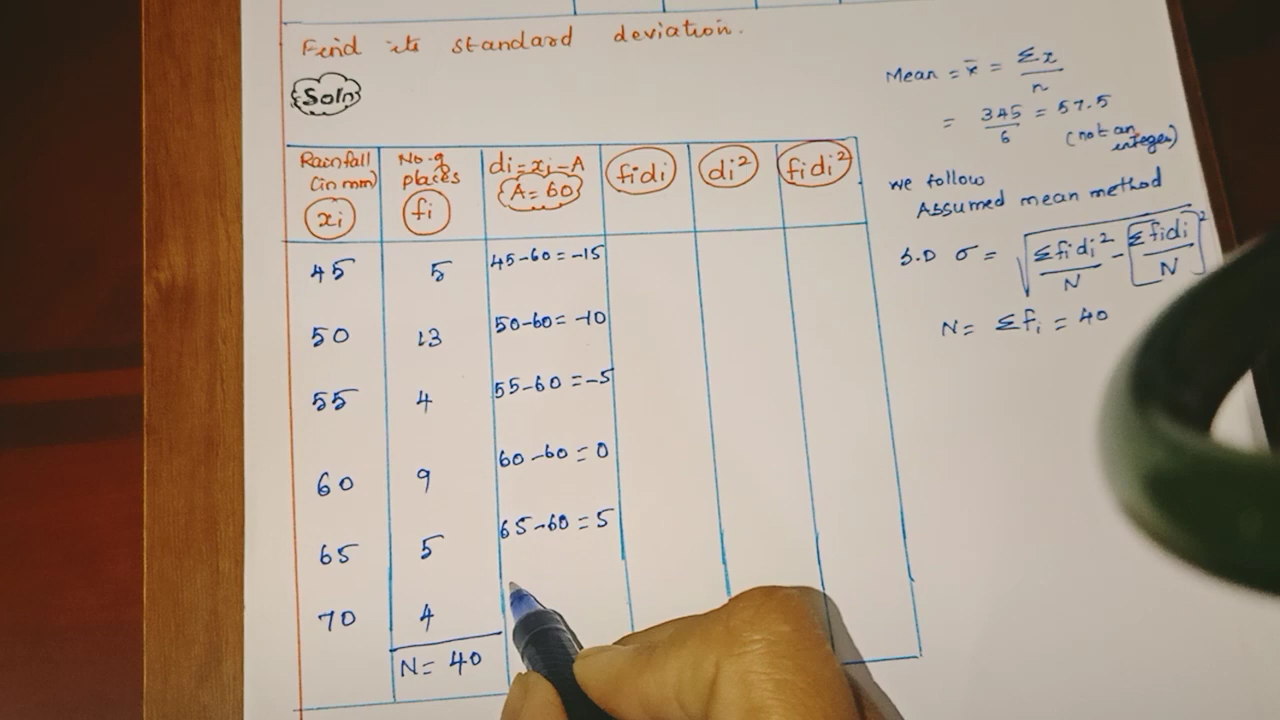 Find its standard deviation.
Soln
Rainfall (in mm) xi | No. of places fi | di = xi - A A = 60 | fidi | di² | fidi²
45 5 45-60 = -15
50 13 50-60 = -10
55 4 55-60 = -5
60 9 60-60 = 0
65 5 65-60 = 5
70 4
N = 40
Mean = x̄ = Σx/n
= 345/6 = 57.5
(not an integer)
we follow
Assumed mean method
S.D σ = √(Σfidi²/N - [Σfidi/N]²)
N = Σfi = 40